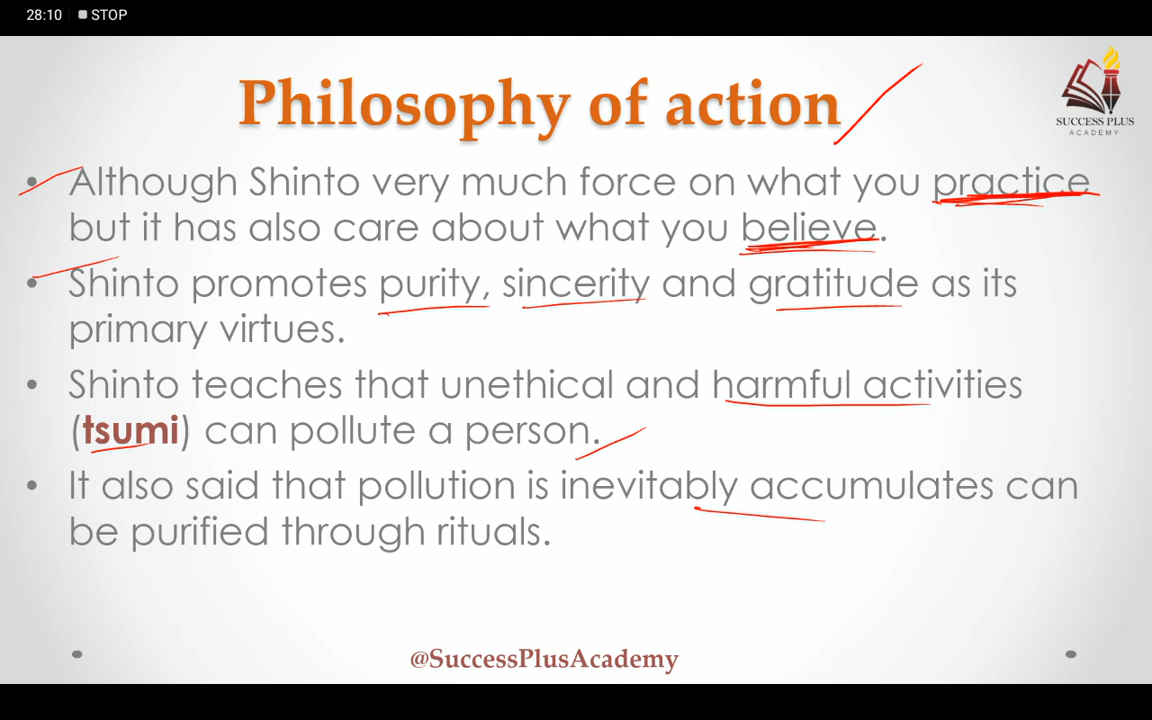 28:10 STOP
Philosophy of action
SUCCESS PLUS
ACADEMY
• Although Shinto very much force on what you practice
but it has also care about what you believe.
• Shinto promotes purity, sincerity and gratitude as its
primary virtues.
• Shinto teaches that unethical and harmful activities
(tsumi) can pollute a person.
• It also said that pollution is inevitably accumulates can
be purified through rituals.
@SuccessPlusAcademy